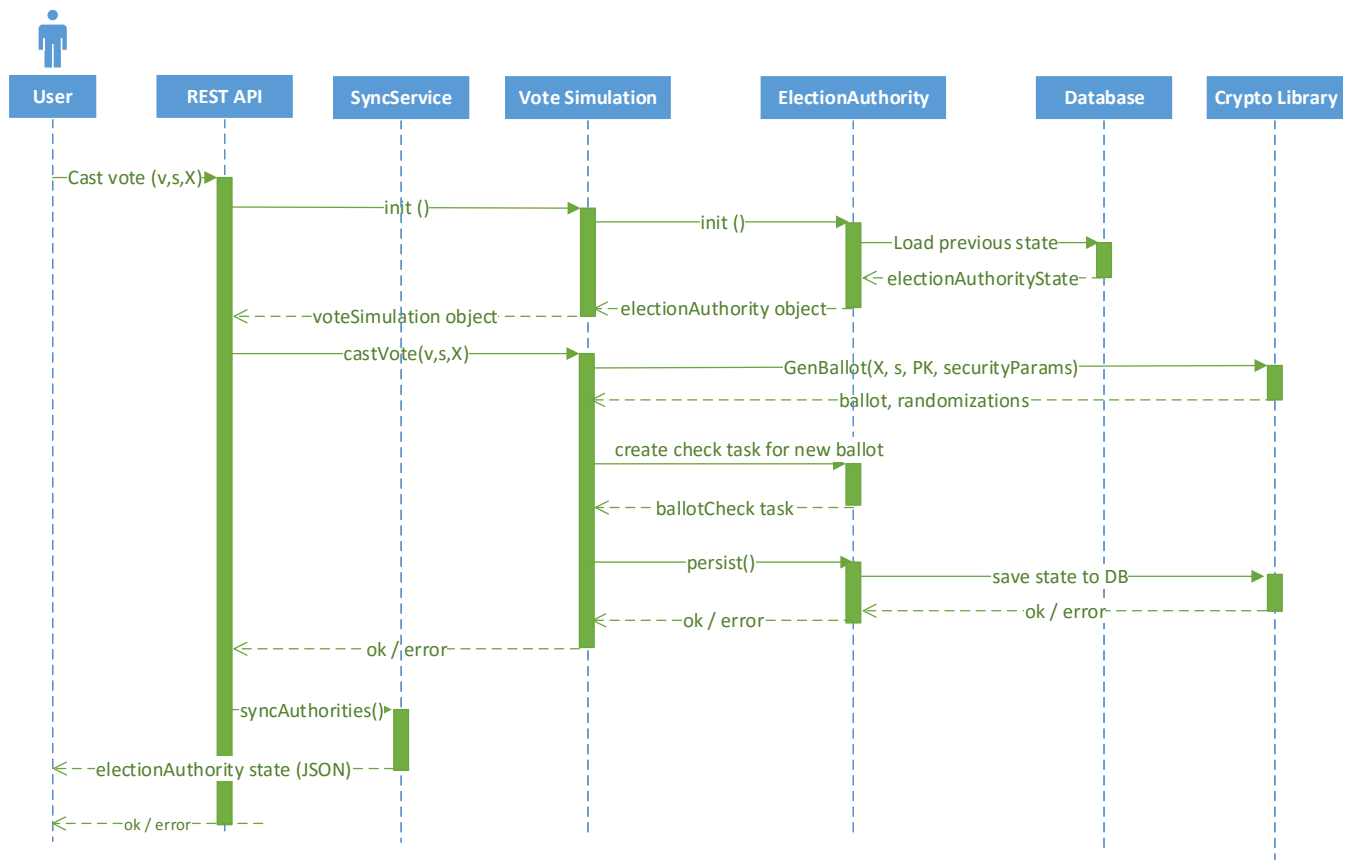 User
REST API
SyncService
Vote Simulation
ElectionAuthority
Database
Crypto Library
Cast vote (v,s,X)
init ()
init ()
Load previous state
electionAuthorityState
electionAuthority object
voteSimulation object
castVote(v,s,X)
GenBallot(X, s, PK, securityParams)
ballot, randomizations
create check task for new ballot
ballotCheck task
persist()
save state to DB
ok / error
ok / error
ok / error
syncAuthorities()
electionAuthority state (JSON)
ok / error